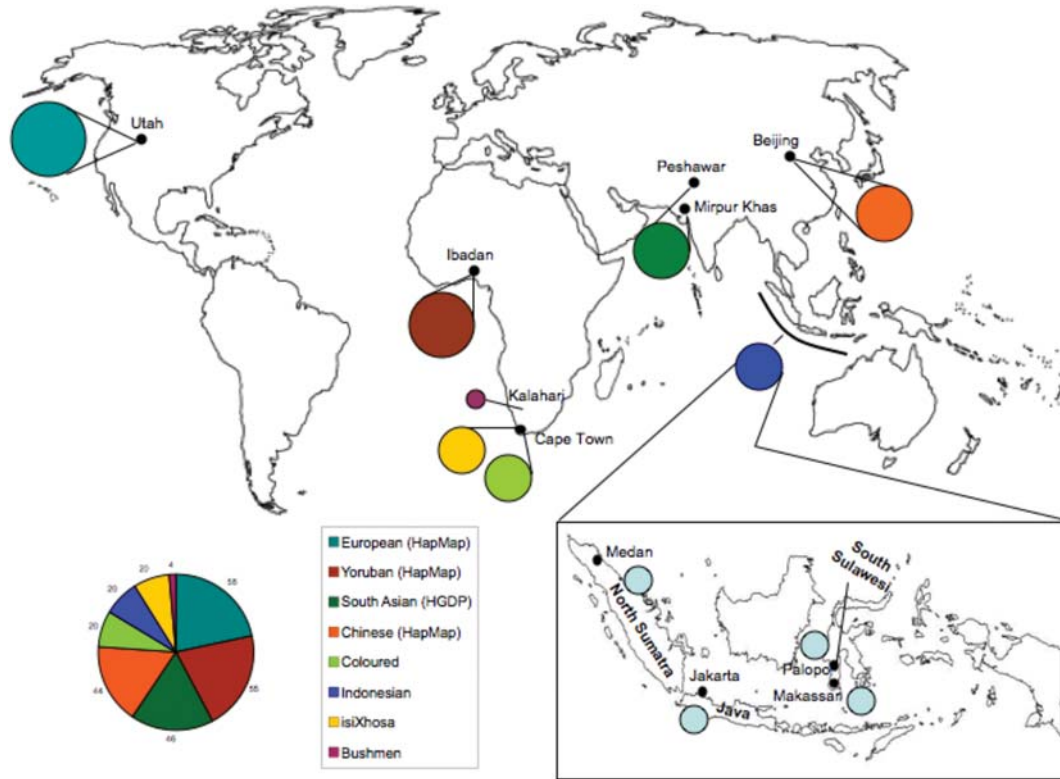 Utah
Beijing
Peshawar
Mirpur Khas
Ibadan
Kalahari
Cape Town
European (HapMap)
Yoruban (HapMap)
South Asian (HGDP)
Chinese (HapMap)
Coloured
Indonesian
isiXhosa
Bushmen
4
20
58
20
20
44
55
46
Medan
North Sumatra
South
Sulawesi
Palopo
Jakarta
Makassar
Java